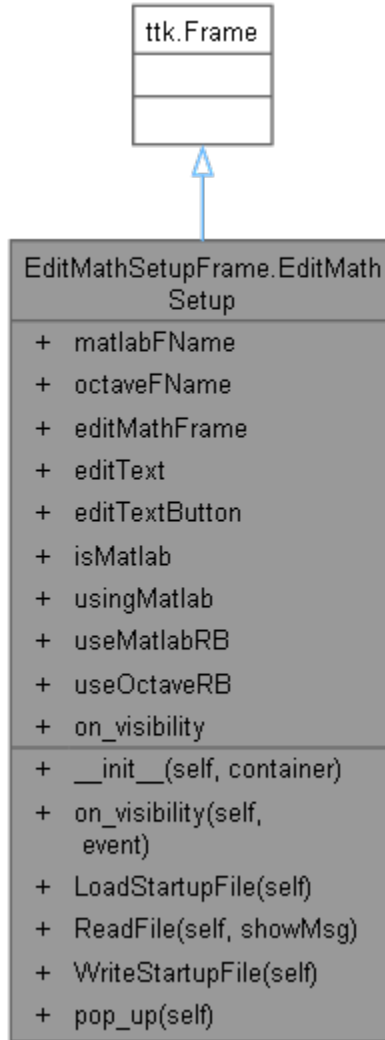 ttk.Frame
EditMathSetupFrame.EditMath
Setup
+ matlabFName
+ octaveFName
+ editMathFrame
+ editText
+ editTextButton
+ isMatlab
+ usingMatlab
+ useMatlabRB
+ useOctaveRB
+ on_visibility
+ __init__(self, container)
+ on_visibility(self,
event)
+ LoadStartupFile(self)
+ ReadFile(self, showMsg)
+ WriteStartupFile(self)
+ pop_up(self)